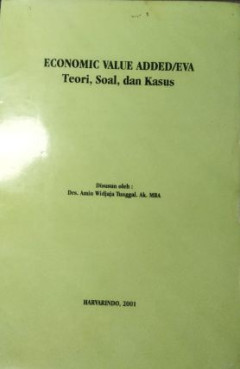 ECONOMIC VALUE ADDED/EVA
Teori, Soal, dan Kasus
Disusun oleh :
Drs. Amin Widjaja Tunggal, Ak. MBA
HARVARINDO, 2001